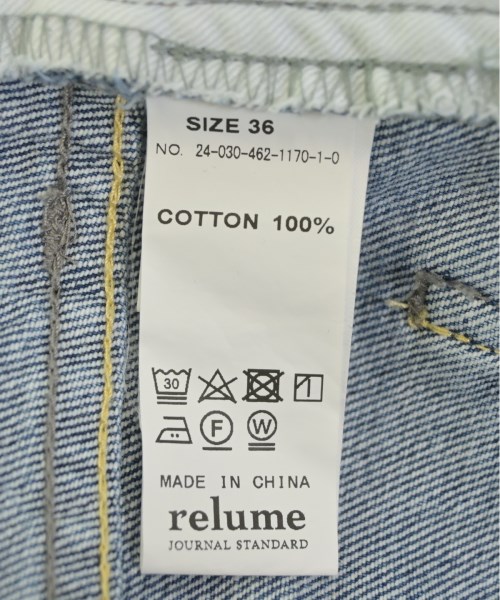 SIZE 36
NO. 24-030-462-1170-1-0
COTTON 100%
30
F W
MADE IN CHINA
relume
JOURNAL STANDARD